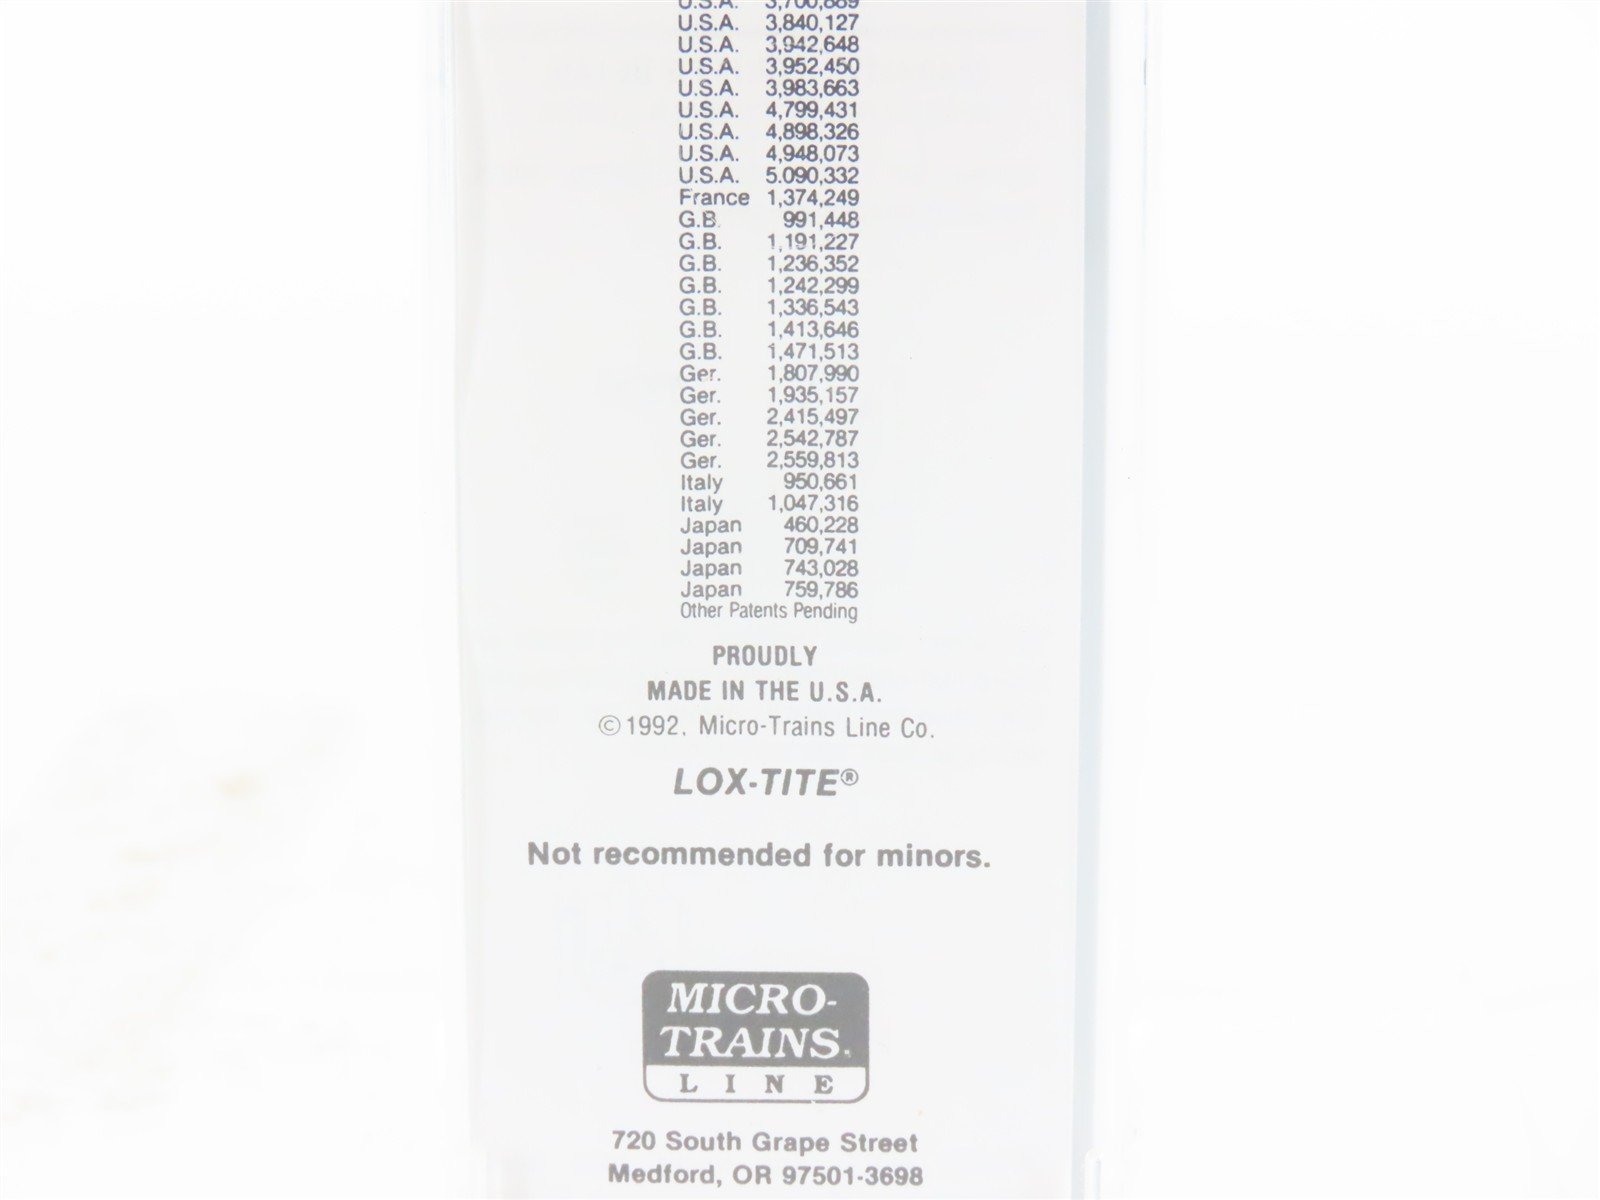 U.S.A. 3,700,889
U.S.A. 3,840,127
U.S.A. 3,942,648
U.S.A. 3,952,450
U.S.A. 3,983,663
U.S.A. 4,799,431
U.S.A. 4,898,326
U.S.A. 4,948,073
U.S.A. 5.090,332
France 1,374,249
G.B. 991,448
G.B. 1,191,227
G.B. 1,236,352
G.B. 1,242,299
G.B. 1,336,543
G.B. 1,413,646
G.B. 1,471,513
Ger. 1,807,990
Ger. 1,935,157
Ger. 2,415,497
Ger. 2,542,787
Ger. 2,559,813
Italy 950,661
Italy 1,047,316
Japan 460,228
Japan 709,741
Japan 743,028
Japan 759,786
Other Patents Pending
PROUDLY
MADE IN THE U.S.A.
©1992, Micro-Trains Line Co.
LOX-TITE®
Not recommended for minors.
MICRO-
TRAINS
LINE
720 South Grape Street
Medford, OR 97501-3698